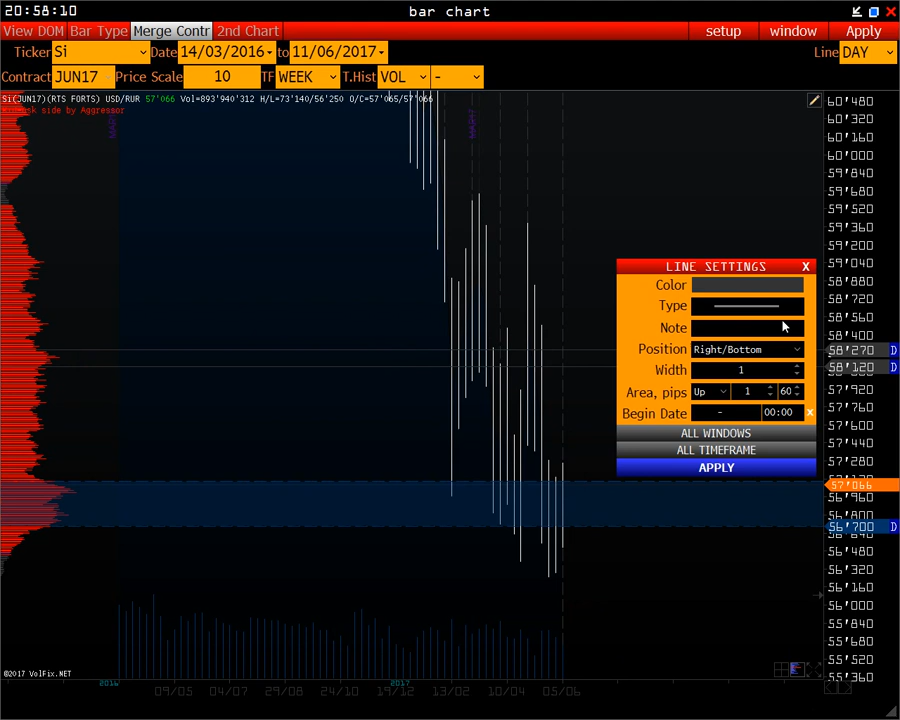 20:58:10
bar chart
View DOM Bar Type Merge Contr 2nd Chart setup window Apply
Ticker Si Date 14/03/2016 to 11/06/2017 Line DAY
Contract JUN17 Price Scale 10 TF WEEK T.Hist VOL -
Si(JUN17)(RTS FORTS) USD/RUR 57'066 Vol=893'940'312 H/L=73'140/56'250 O/C=57'065/57'066
side by Aggressor
60'480
60'320
60'160
60'000
59'840
59'680
59'520
59'360
59'200
59'040
58'880
58'720
58'560
58'400
58'270 D
58'120 D
57'920
57'760
57'600
57'440
57'280
57'066
56'960
56'800
56'700 D
56'480
56'320
56'160
56'000
55'840
55'680
55'520
55'360
LINE SETTINGS X
Color
Type
Note
Position Right/Bottom
Width 1
Area, pips Up 1 60
Begin Date - 00:00 x
ALL WINDOWS
ALL TIMEFRAME
APPLY
©2017 VolFix.NET
2016 2017
09/05 04/07 29/08 24/10 19/12 13/02 10/04 05/06